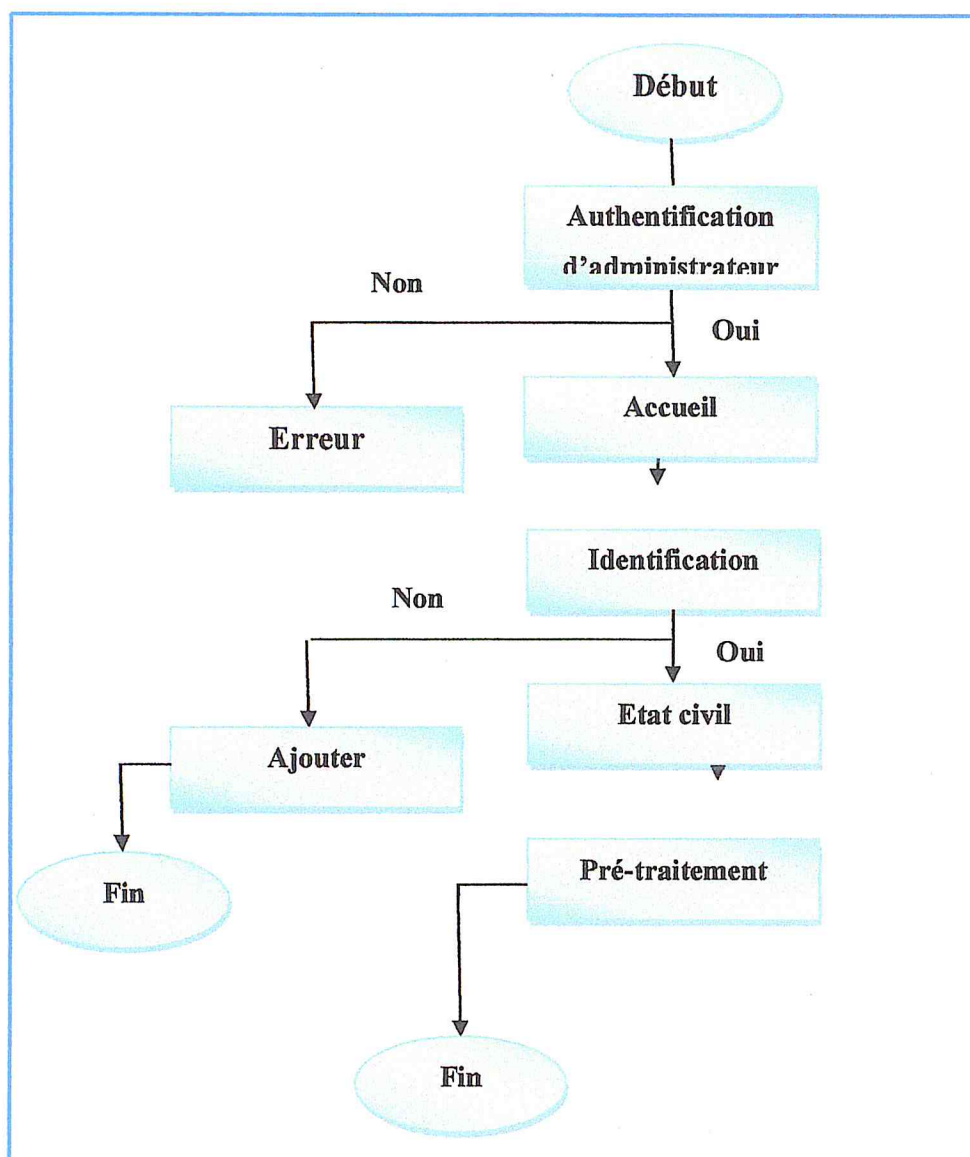 Début
Authentification
d'administrateur
Non
Oui
Accueil
Erreur
Identification
Non
Oui
Etat civil
Ajouter
Pré-traitement
Fin
Fin